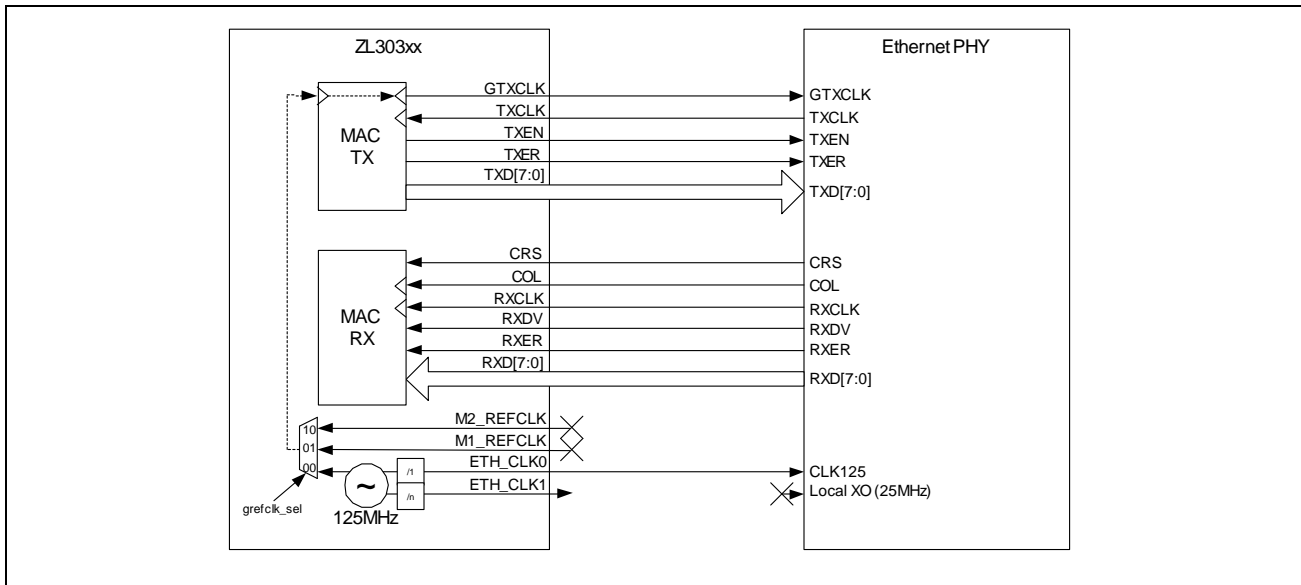 ZL303xx
Ethernet PHY
GTXCLK
GTXCLK
TXCLK
TXCLK
MAC
TX
TXEN
TXEN
TXER
TXER
TXD[7:0]
TXD[7:0]
CRS
CRS
COL
COL
RXCLK
RXCLK
MAC
RX
RXDV
RXDV
RXER
RXER
RXD[7:0]
RXD[7:0]
M2_REFCLK
10
M1_REFCLK
01
ETH_CLK0
00
/1
CLK125
~
ETH_CLK1
/n
Local XO (25MHz)
grefclk_sel
125MHz